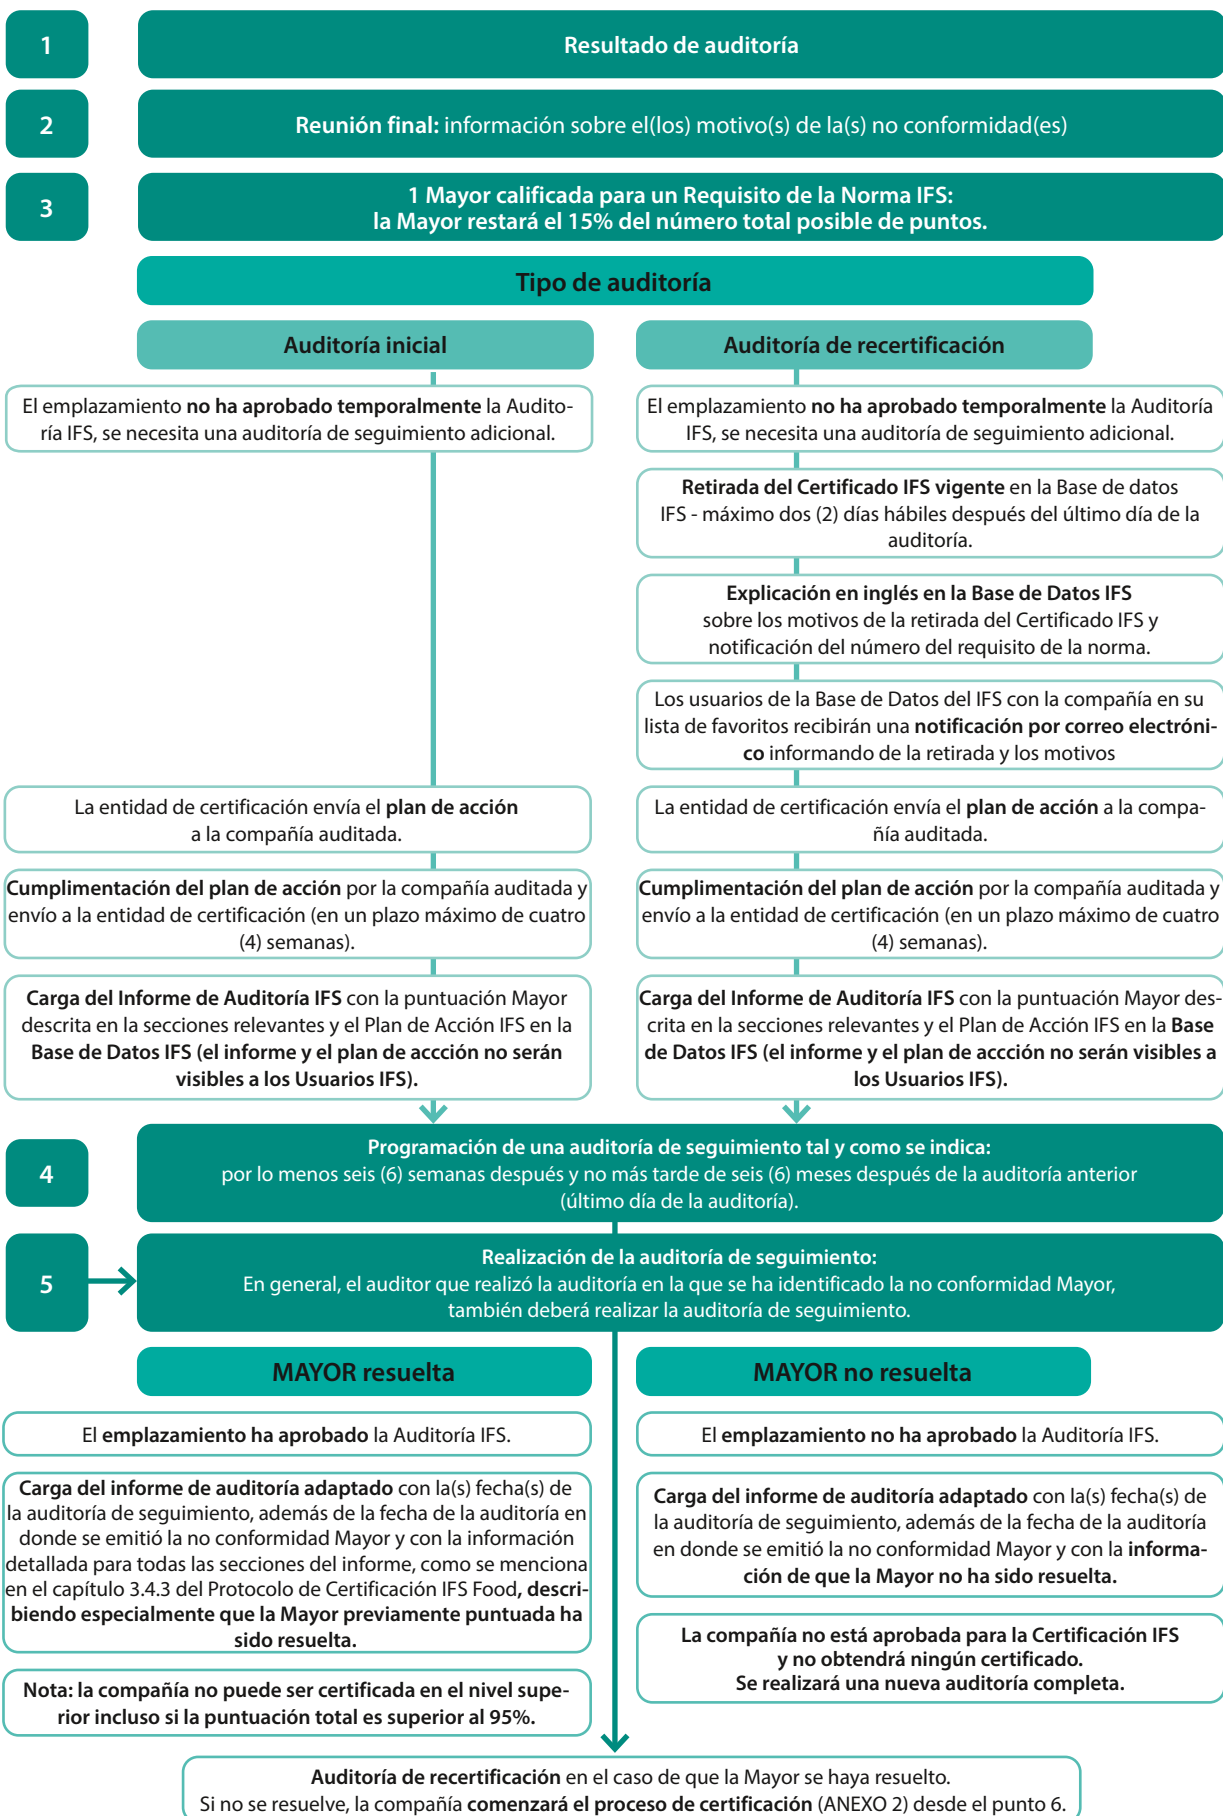 1
Resultado de auditoría
2
Reunión final: información sobre el(los) motivo(s) de la(s) no conformidad(es)
3
1 Mayor calificada para un Requisito de la Norma IFS:
la Mayor restará el 15% del número total posible de puntos.
Tipo de auditoría
Auditoría inicial
El emplazamiento no ha aprobado temporalmente la Audito-
ría IFS, se necesita una auditoría de seguimiento adicional.
La entidad de certificación envía el plan de acción
a la compañía auditada.
Cumplimentación del plan de acción por la compañía auditada y
envío a la entidad de certificación (en un plazo máximo de cuatro
(4) semanas).
Carga del Informe de Auditoría IFS con la puntuación Mayor
descrita en la secciones relevantes y el Plan de Acción IFS en la
Base de Datos IFS (el informe y el plan de accción no serán
visibles a los Usuarios IFS).
Auditoría de recertificación
El emplazamiento no ha aprobado temporalmente la Auditoría
IFS, se necesita una auditoría de seguimiento adicional.
Retirada del Certificado IFS vigente en la Base de datos
IFS - máximo dos (2) días hábiles después del último día de la
auditoría.
Explicación en inglés en la Base de Datos IFS
sobre los motivos de la retirada del Certificado IFS y
notificación del número del requisito de la norma.
Los usuarios de la Base de Datos del IFS con la compañía en su
lista de favoritos recibirán una notificación por correo electróni-
co informando de la retirada y los motivos
La entidad de certificación envía el plan de acción a la compa-
ñía auditada.
Cumplimentación del plan de acción por la compañía auditada y
envío a la entidad de certificación (en un plazo máximo de cuatro
(4) semanas).
Carga del Informe de Auditoría IFS con la puntuación Mayor des-
crita en la secciones relevantes y el Plan de Acción IFS en la Base
de Datos IFS (el informe y el plan de accción no serán visibles a
los Usuarios IFS).
4
Programación de una auditoría de seguimiento tal y como se indica:
por lo menos seis (6) semanas después y no más tarde de seis (6) meses después de la auditoría anterior
(último día de la auditoría).
5
Realización de la auditoría de seguimiento:
En general, el auditor que realizó la auditoría en la que se ha identificado la no conformidad Mayor,
también deberá realizar la auditoría de seguimiento.
MAYOR resuelta
El emplazamiento ha aprobado la Auditoría IFS.
Carga del informe de auditoría adaptado con la(s) fecha(s) de
la auditoría de seguimiento, además de la fecha de la auditoría en
donde se emitió la no conformidad Mayor y con la información
detallada para todas las secciones del informe, como se menciona
en el capítulo 3.4.3 del Protocolo de Certificación IFS Food, descri-
biendo especialmente que la Mayor previamente puntuada ha
sido resuelta.
Nota: la compañía no puede ser certificada en el nivel supe-
rior incluso si la puntuación total es superior al 95%.
MAYOR no resuelta
El emplazamiento no ha aprobado la Auditoría IFS.
Carga del informe de auditoría adaptado con la(s) fecha(s) de
la auditoría de seguimiento, además de la fecha de la auditoría
en donde se emitió la no conformidad Mayor y con la informa-
ción de que la Mayor no ha sido resuelta.
La compañía no está aprobada para la Certificación IFS
y no obtendrá ningún certificado.
Se realizará una nueva auditoría completa.
Auditoría de recertificación en el caso de que la Mayor se haya resuelto.
Si no se resuelve, la compañía comenzará el proceso de certificación (ANEXO 2) desde el punto 6.